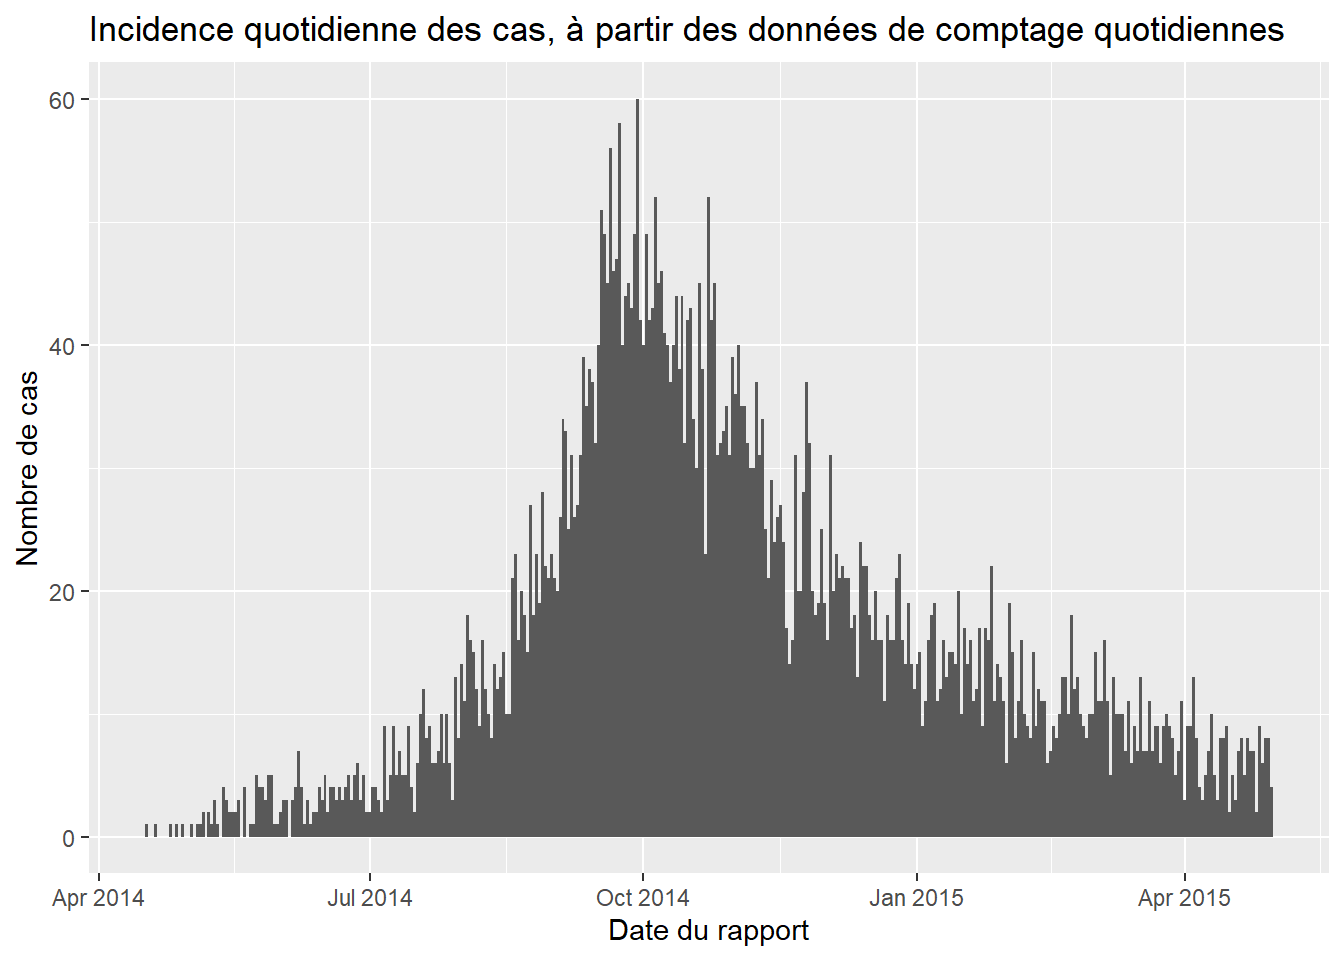 Incidence quotidienne des cas, à partir des données de comptage quotidiennes
60
40
20
0
Nombre de cas
Apr 2014 Jul 2014 Oct 2014 Jan 2015 Apr 2015
Date du rapport